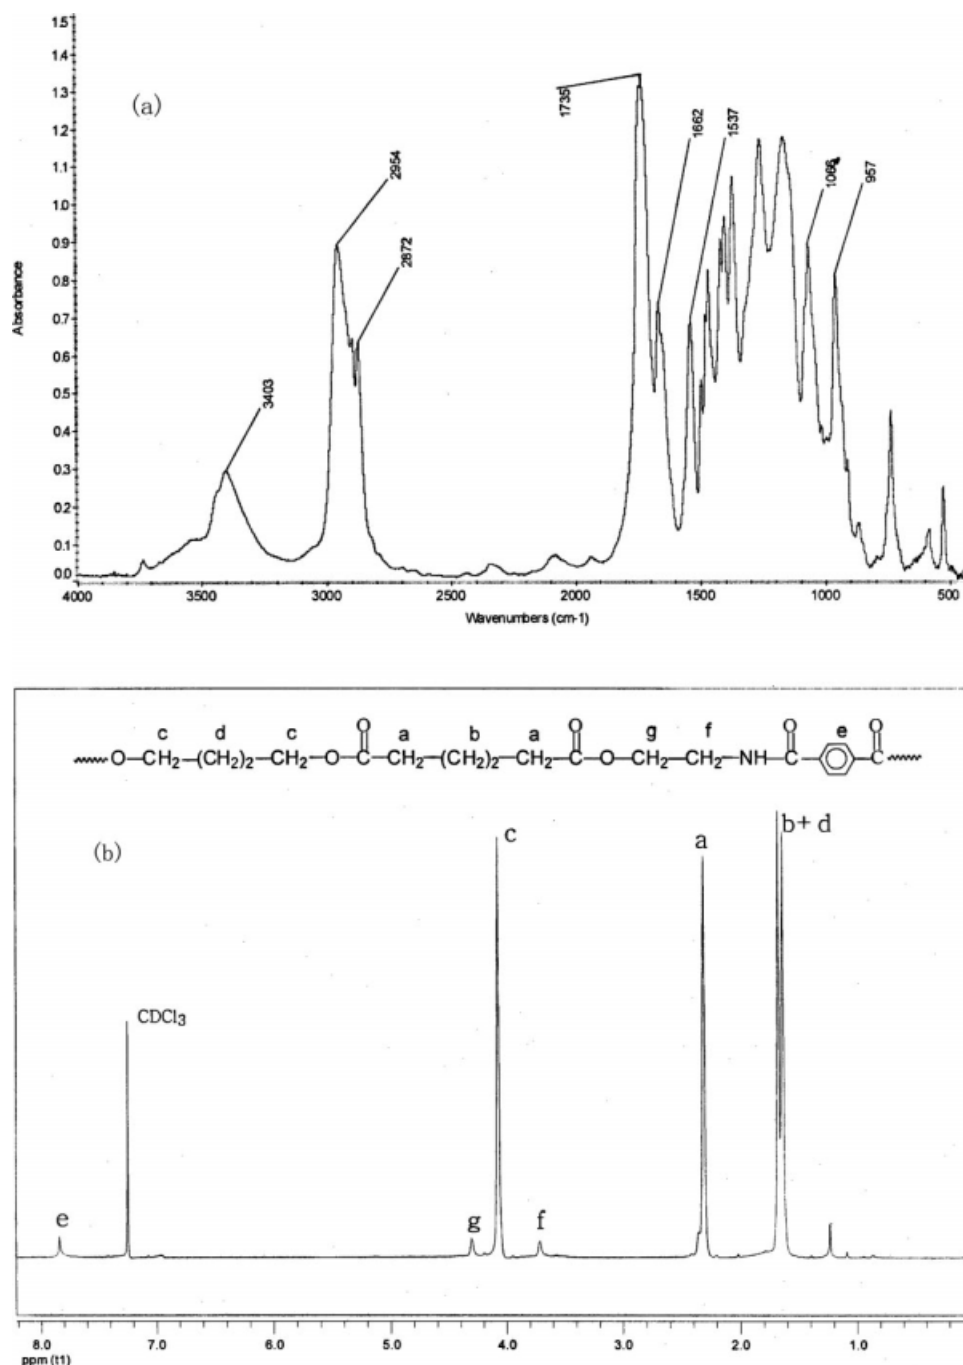 (a)
Absorbance
1.5
1.4
1.3
1.2
1.1
1.0
0.9
0.8
0.7
0.6
0.5
0.4
0.3
0.2
0.1
0.0
3403
2954
2872
1735
1662
1537
1066
957
4000 3500 3000 2500 2000 1500 1000 500
Wavenumbers (cm-1)
c d c O a b a O g f O e O
O—CH2—(CH2)2—CH2—O—C—CH2—(CH2)2—CH2—C—O—CH2—CH2—NH—C C
(b)
c
a
b+ d
CDCl3
e
g
f
8.0 7.0 6.0 5.0 4.0 3.0 2.0 1.0
ppm (t1)